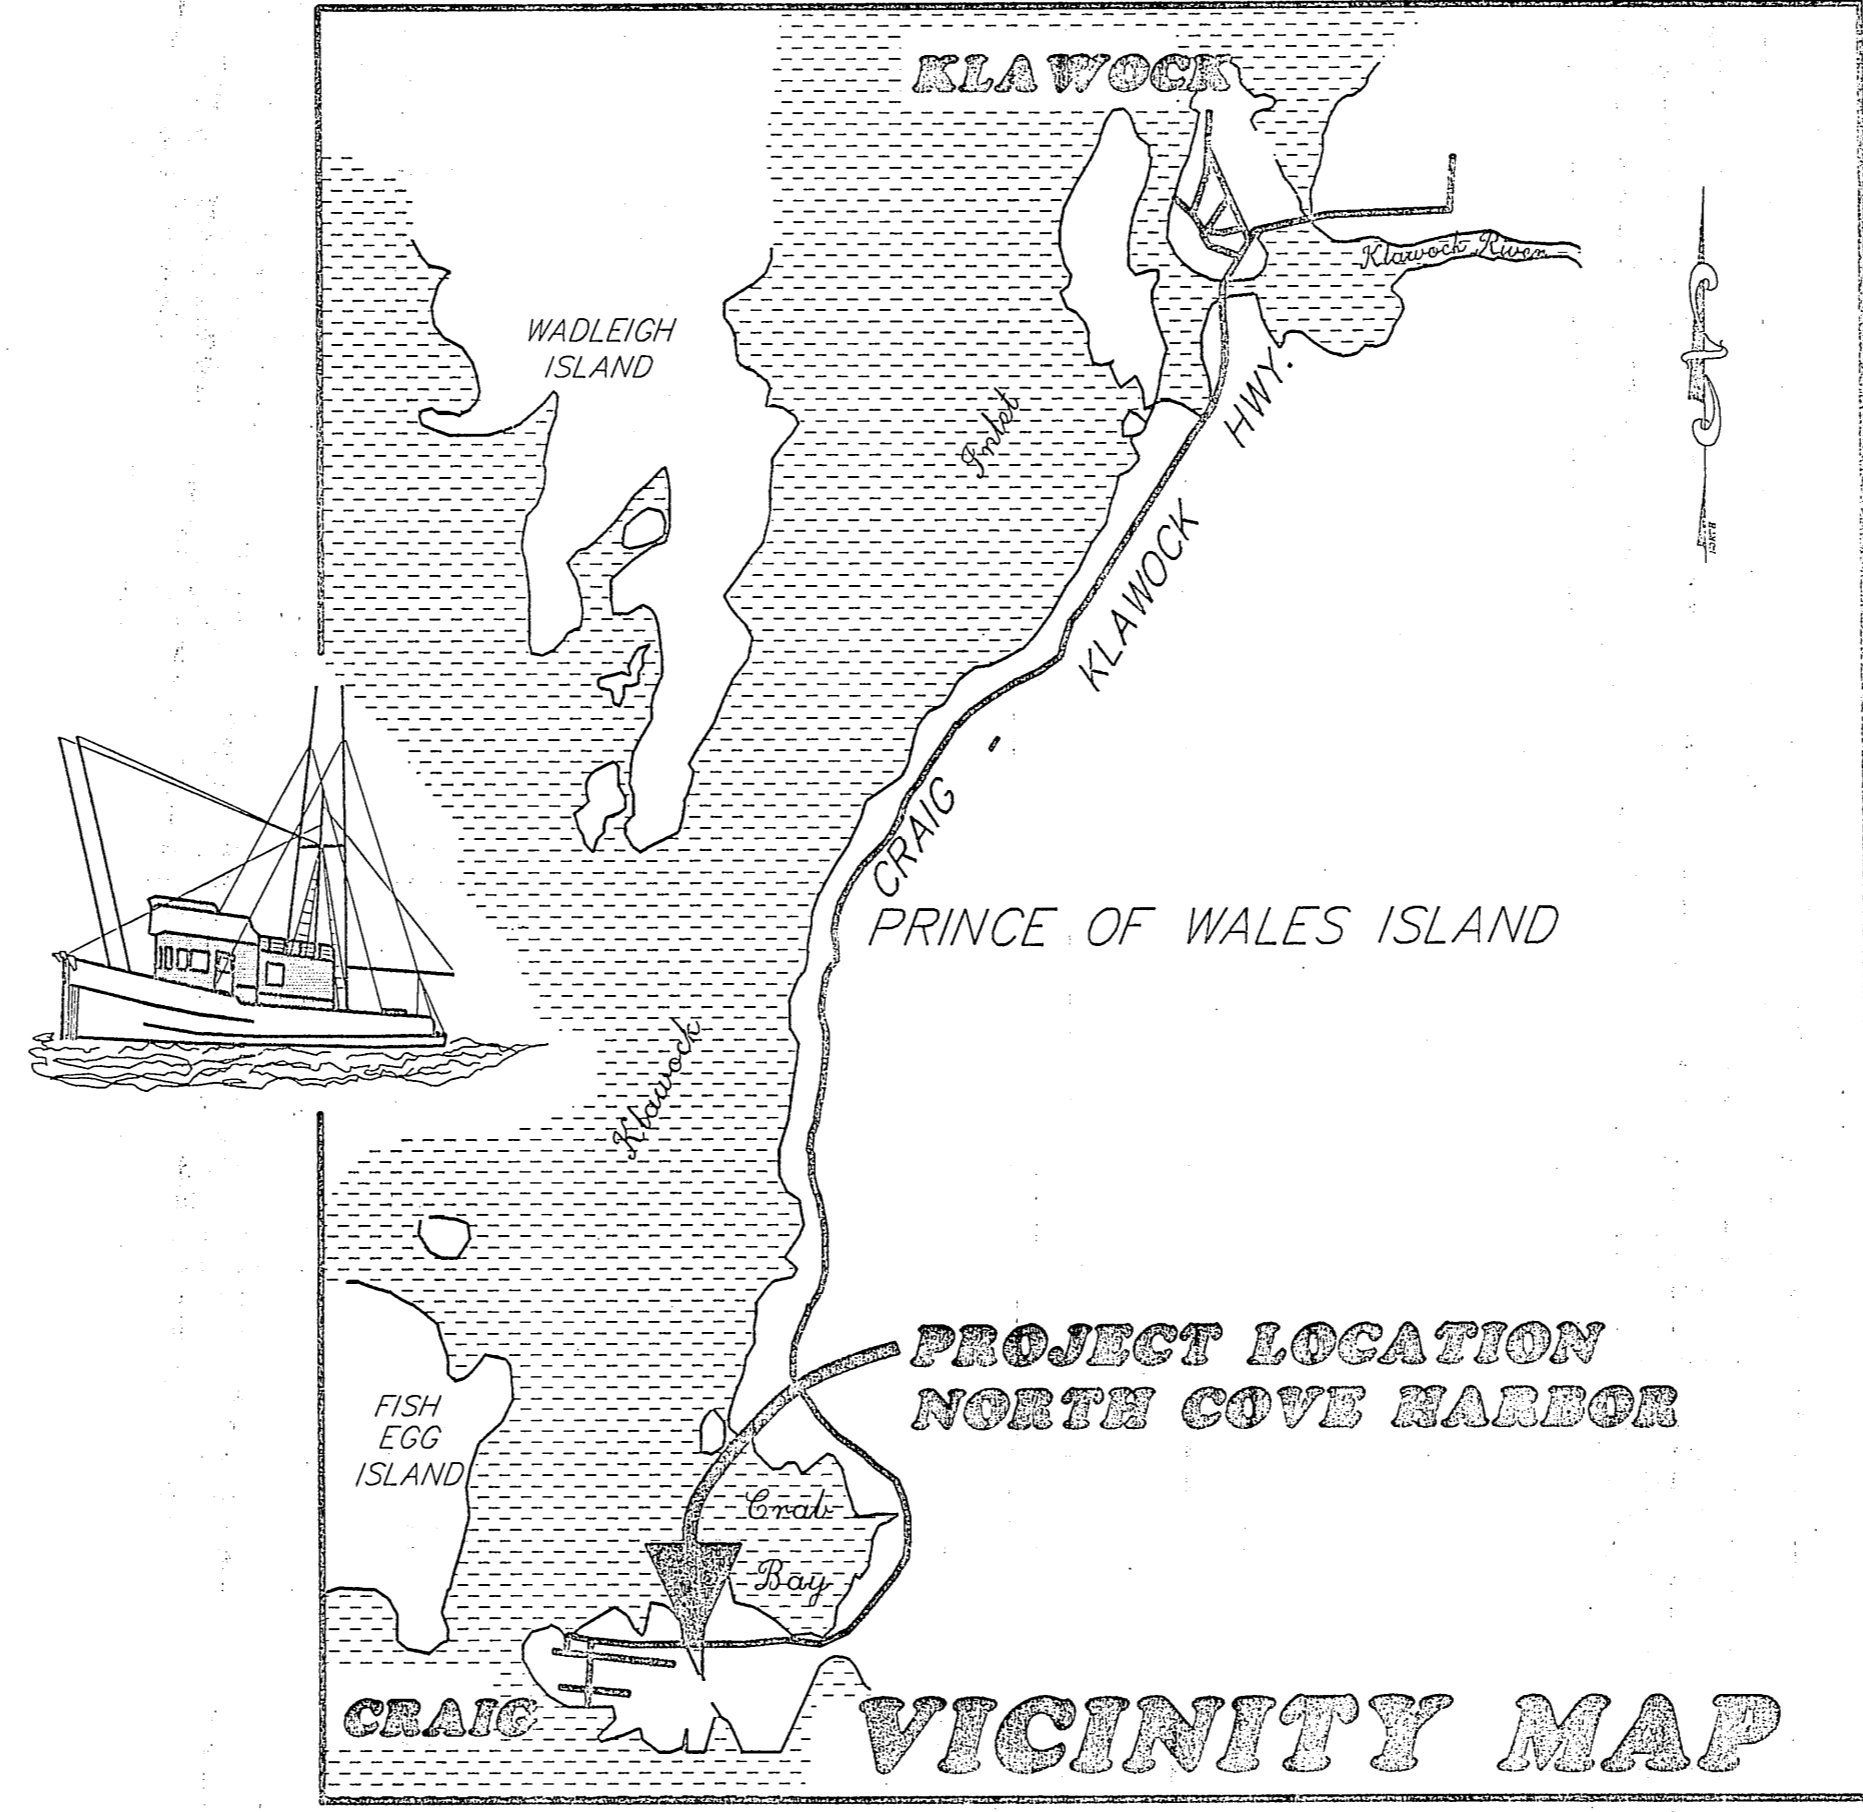 KLAWOCK
Klawock River
WADLEIGH
ISLAND
Inlet
CRAIG - KLAWOCK HWY.
PRINCE OF WALES ISLAND
Klawock
PROJECT LOCATION
NORTH COVE HARBOR
FISH
EGG
ISLAND
Crab
Bay
CRAIG
VICINITY MAP